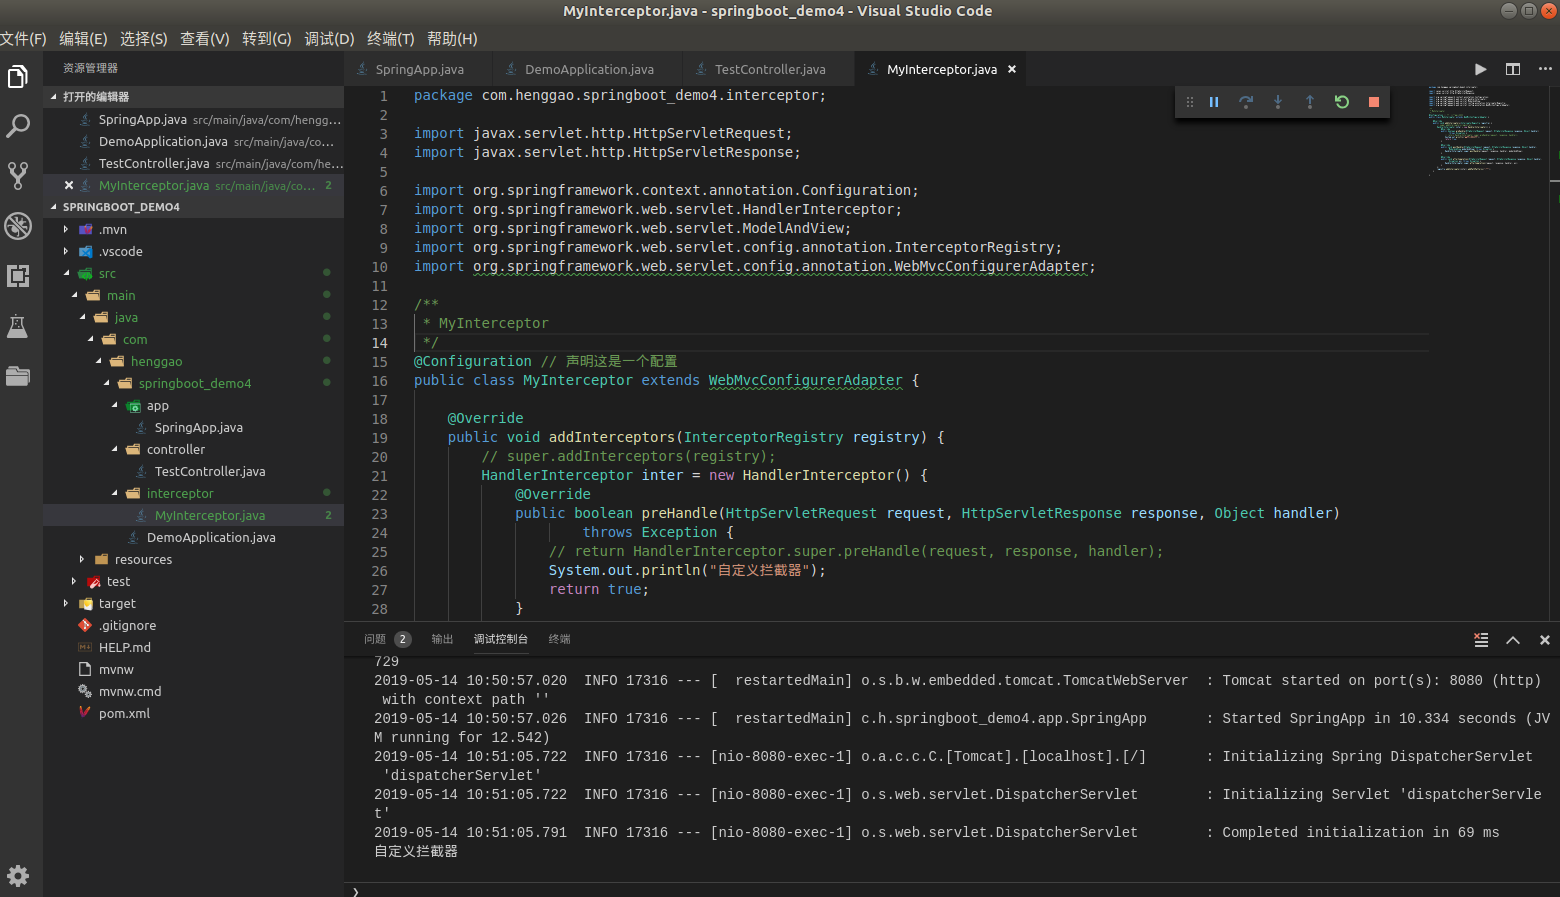 MyInterceptor.java - springboot_demo4 - Visual Studio Code
文件(F) 编辑(E) 选择(S) 查看(V) 转到(G) 调试(D) 终端(T) 帮助(H)
资源管理器
打开的编辑器
SpringApp.java src/main/java/com/hengg...
DemoApplication.java src/main/java/co...
TestController.java src/main/java/com/he...
MyInterceptor.java src/main/java/co... 2
SPRINGBOOT_DEMO4
.mvn
.vscode
src
main
java
com
henggao
springboot_demo4
app
SpringApp.java
controller
TestController.java
interceptor
MyInterceptor.java 2
DemoApplication.java
resources
test
target
.gitignore
HELP.md
mvnw
mvnw.cmd
pom.xml
SpringApp.java DemoApplication.java TestController.java MyInterceptor.java
1 package com.henggao.springboot_demo4.interceptor;
2
3 import javax.servlet.http.HttpServletRequest;
4 import javax.servlet.http.HttpServletResponse;
5
6 import org.springframework.context.annotation.Configuration;
7 import org.springframework.web.servlet.HandlerInterceptor;
8 import org.springframework.web.servlet.ModelAndView;
9 import org.springframework.web.servlet.config.annotation.InterceptorRegistry;
10 import org.springframework.web.servlet.config.annotation.WebMvcConfigurerAdapter;
11
12 /**
13 * MyInterceptor
14 */
15 @Configuration // 声明这是一个配置
16 public class MyInterceptor extends WebMvcConfigurerAdapter {
17
18 @Override
19 public void addInterceptors(InterceptorRegistry registry) {
20 // super.addInterceptors(registry);
21 HandlerInterceptor inter = new HandlerInterceptor() {
22 @Override
23 public boolean preHandle(HttpServletRequest request, HttpServletResponse response, Object handler)
24 throws Exception {
25 // return HandlerInterceptor.super.preHandle(request, response, handler);
26 System.out.println("自定义拦截器");
27 return true;
28 }
问题 2 输出 调试控制台 终端
729
2019-05-14 10:50:57.020 INFO 17316 --- [ restartedMain] o.s.b.w.embedded.tomcat.TomcatWebServer : Tomcat started on port(s): 8080 (http)
with context path ''
2019-05-14 10:50:57.026 INFO 17316 --- [ restartedMain] c.h.springboot_demo4.app.SpringApp : Started SpringApp in 10.334 seconds (JV
M running for 12.542)
2019-05-14 10:51:05.722 INFO 17316 --- [nio-8080-exec-1] o.a.c.c.C.[Tomcat].[localhost].[/] : Initializing Spring DispatcherServlet
'dispatcherServlet'
2019-05-14 10:51:05.722 INFO 17316 --- [nio-8080-exec-1] o.s.web.servlet.DispatcherServlet : Initializing Servlet 'dispatcherServle
t'
2019-05-14 10:51:05.791 INFO 17316 --- [nio-8080-exec-1] o.s.web.servlet.DispatcherServlet : Completed initialization in 69 ms
自定义拦截器